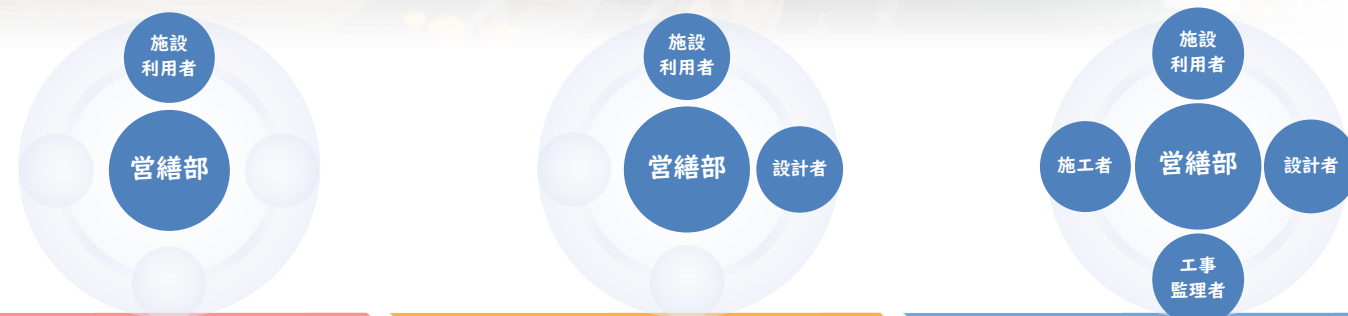 施設
利用者
営繕部
施設
利用者
営繕部
設計者
施設
利用者
施工者
営繕部
設計者
工事
監理者